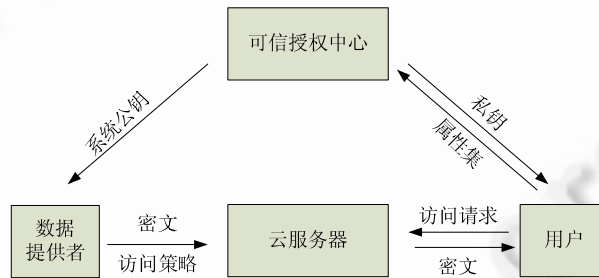 可信授权中心
系统公钥
私钥
属性集
数据
提供者
密文
访问策略
云服务器
访问请求
密文
用户